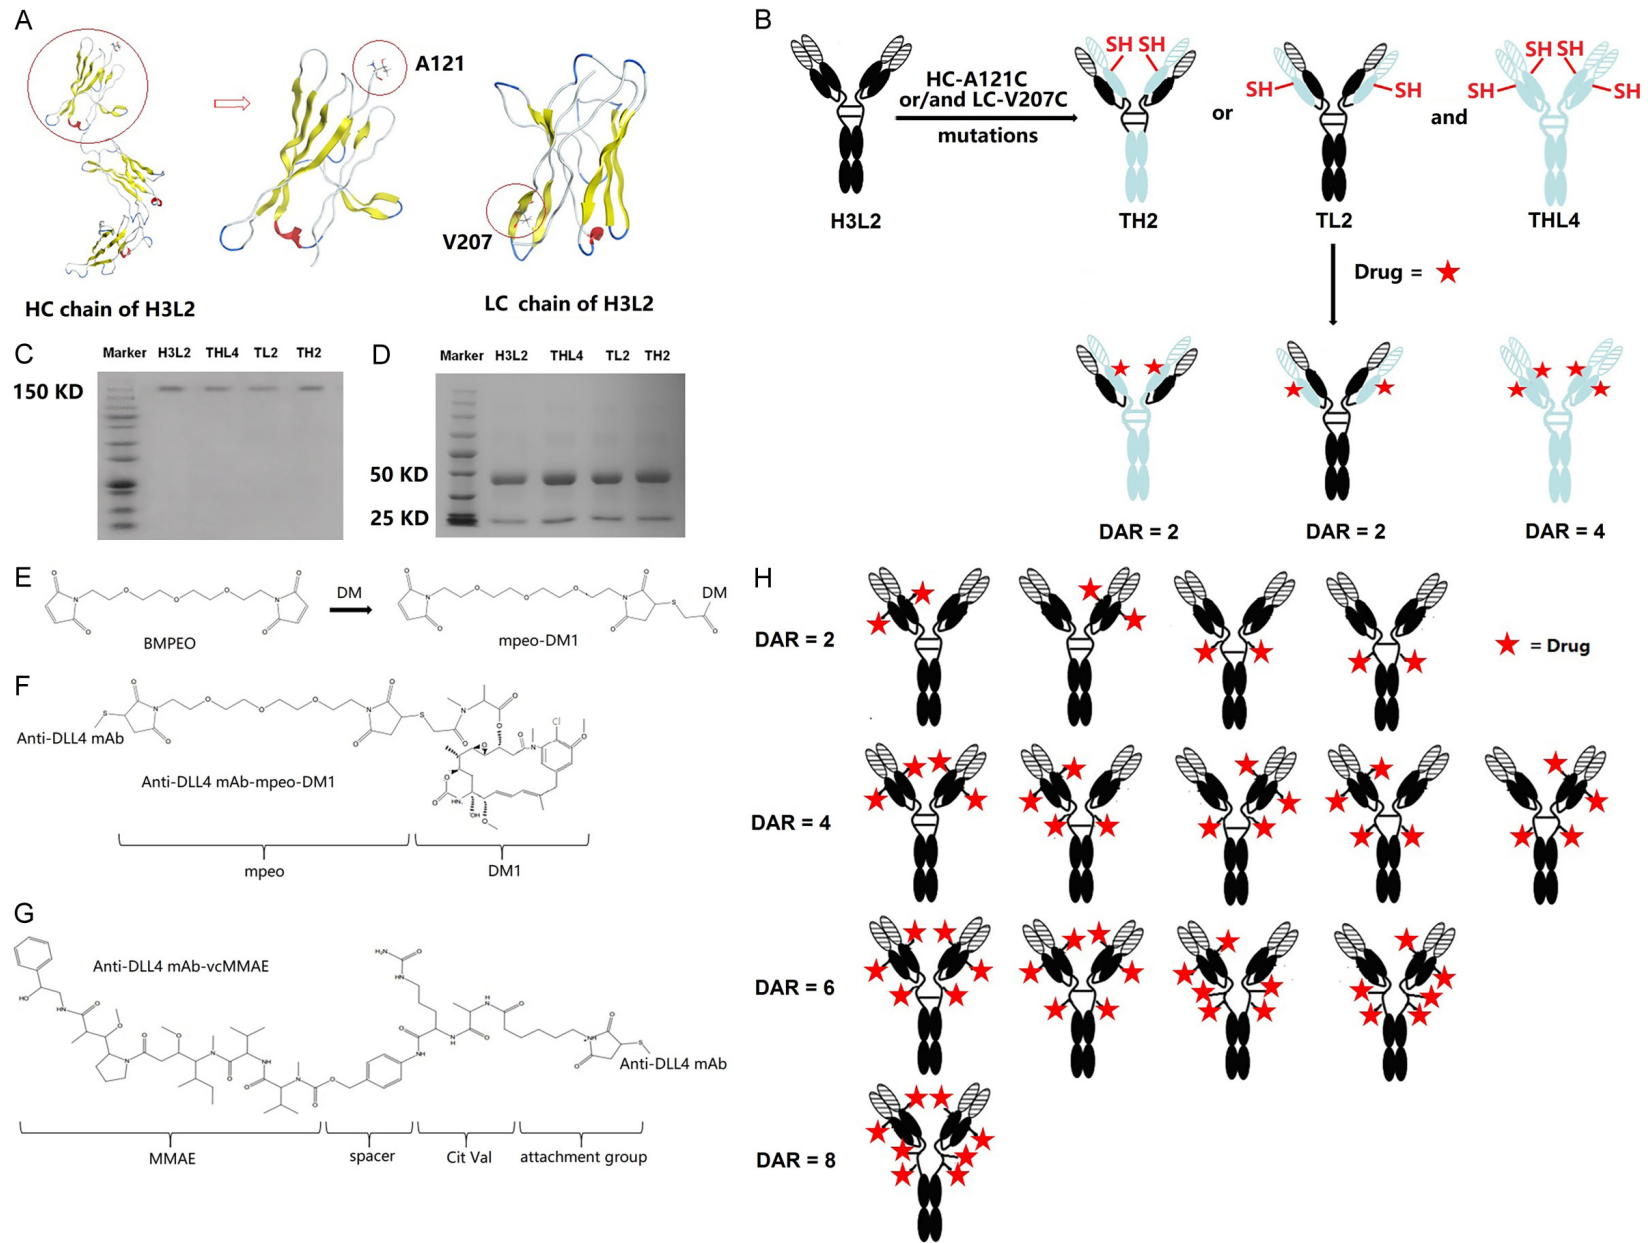 A
A121
V207
HC chain of H3L2
LC chain of H3L2
B
HC-A121C
or/and LC-V207C
mutations
SH SH
or
SH
SH
and
SH SH
SH
SH
H3L2
TH2
TL2
THL4
Drug =
DAR = 2
DAR = 2
DAR = 4
C
Marker H3L2 THL4 TL2 TH2
150 KD
D
Marker H3L2 THL4 TL2 TH2
50 KD
25 KD
E
BMPEO
DM
mpeo-DM1
DM
F
Anti-DLL4 mAb
Anti-DLL4 mAb-mpeo-DM1
mpeo
DM1
G
Anti-DLL4 mAb-vcMMAE
Anti-DLL4 mAb
MMAE
spacer
Cit Val
attachment group
H
DAR = 2
= Drug
DAR = 4
DAR = 6
DAR = 8